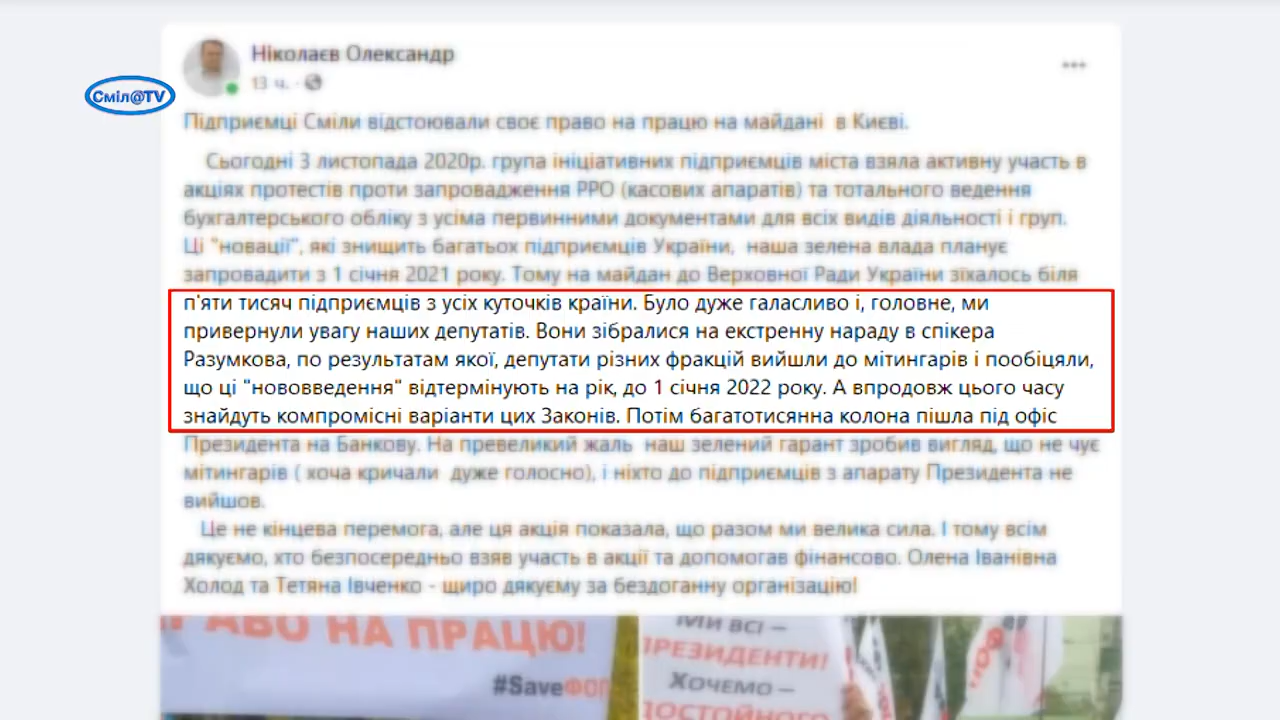 Ніколаєв Олександр
13 ч. ·
Сміл@TV
Підприємці Сміли відстоювали своє право на працю на майдані в Києві.
Сьогодні 3 листопада 2020р. група ініціативних підприємців міста взяла активну участь в
акціях протестів проти запровадження РРО (касових апаратів) та тотального ведення
бухгалтерського обліку з усіма первинними документами для всіх видів діяльності і груп.
Ці "новації", які знищить багатьох підприємців України, наша зелена влада планує
запровадити з 1 січня 2021 року. Тому на майдан до Верховної Ради України зїхалось біля
п'яти тисяч підприємців з усіх куточків країни. Було дуже галасливо і, головне, ми
привернули увагу наших депутатів. Вони зібралися на екстренну нараду в спікера
Разумкова, по результатам якої, депутати різних фракцій вийшли до мітингарів і пообіцяли,
що ці "нововведення" відтермінують на рік, до 1 січня 2022 року. А впродовж цього часу
знайдуть компромісні варіанти цих Законів. Потім багатотисянна колона пішла під офіс
Президента на Банкову. На превеликий жаль наш зелений гарант зробив вигляд, що не чує
мітингарів ( хоча кричали дуже голосно), і ніхто до підприємців з апарату Президента не
вийшов.
Це не кінцева перемога, але ця акція показала, що разом ми велика сила. І тому всім
дякуємо, хто безпосередньо взяв участь в акції та допомагав фінансово. Олена Іванівна
Холод та Тетяна Івченко - щиро дякуєму за бездоганну організацію!
ПРАВО НА ПРАЦЮ!
#SaveФОП
Ми всі –
ПРЕЗИДЕНТИ!
Хочемо –
ДОСТОЙНОГО